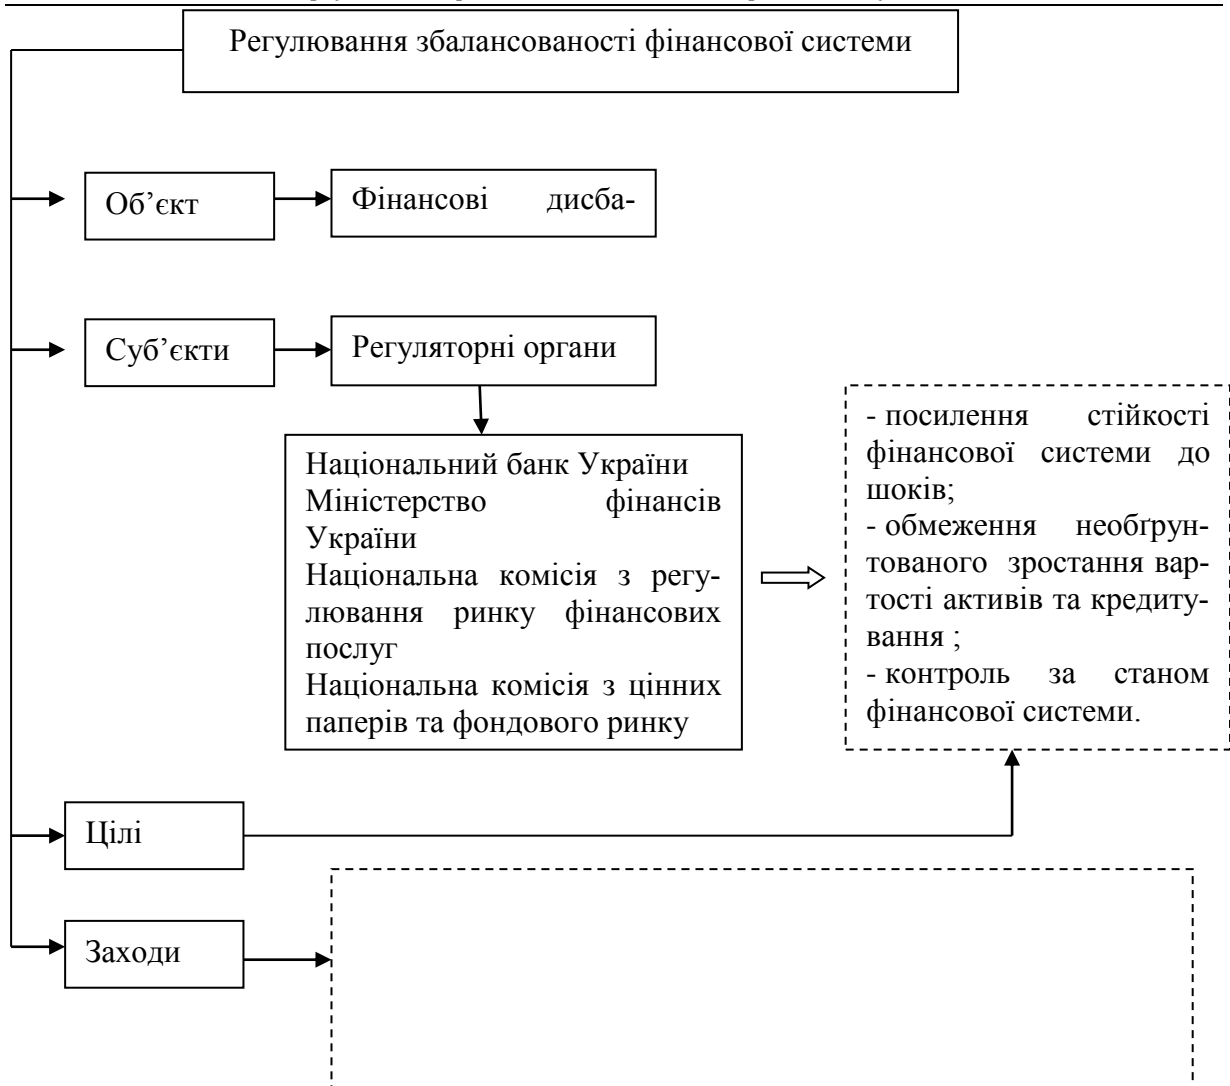 Регулювання збалансованості фінансової системи
Об’єкт
Фінансові дисба-
Суб’єкти
Регуляторні органи
Національний банк України
Міністерство фінансів
України
Національна комісія з регу-
лювання ринку фінансових
послуг
Національна комісія з цінних
паперів та фондового ринку
- посилення стійкості
фінансової системи до
шоків;
- обмеження необґрун-
тованого зростання вар-
тості активів та кредиту-
вання ;
- контроль за станом
фінансової системи.
Цілі
Заходи